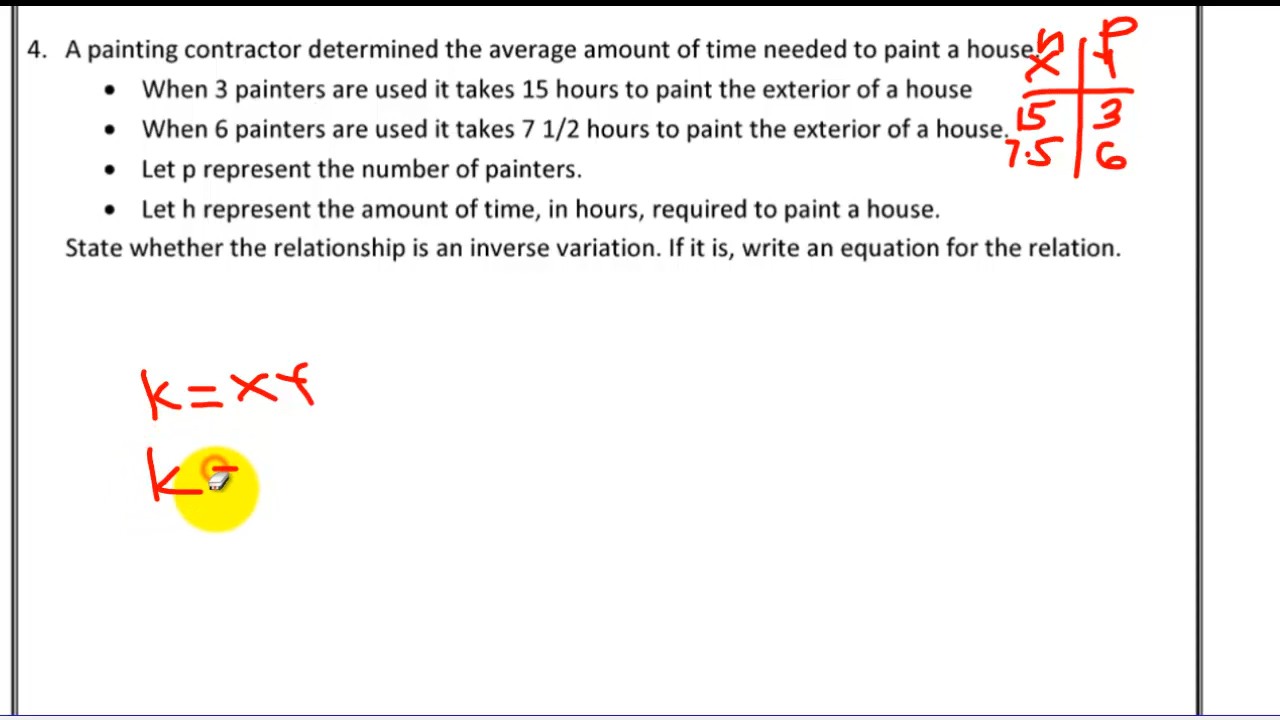 4. A painting contractor determined the average amount of time needed to paint a house
• When 3 painters are used it takes 15 hours to paint the exterior of a house
• When 6 painters are used it takes 7 1/2 hours to paint the exterior of a house.
• Let p represent the number of painters.
• Let h represent the amount of time, in hours, required to paint a house.
State whether the relationship is an inverse variation. If it is, write an equation for the relation.
h p
x y
15 3
7.5 6
k = x y
k =